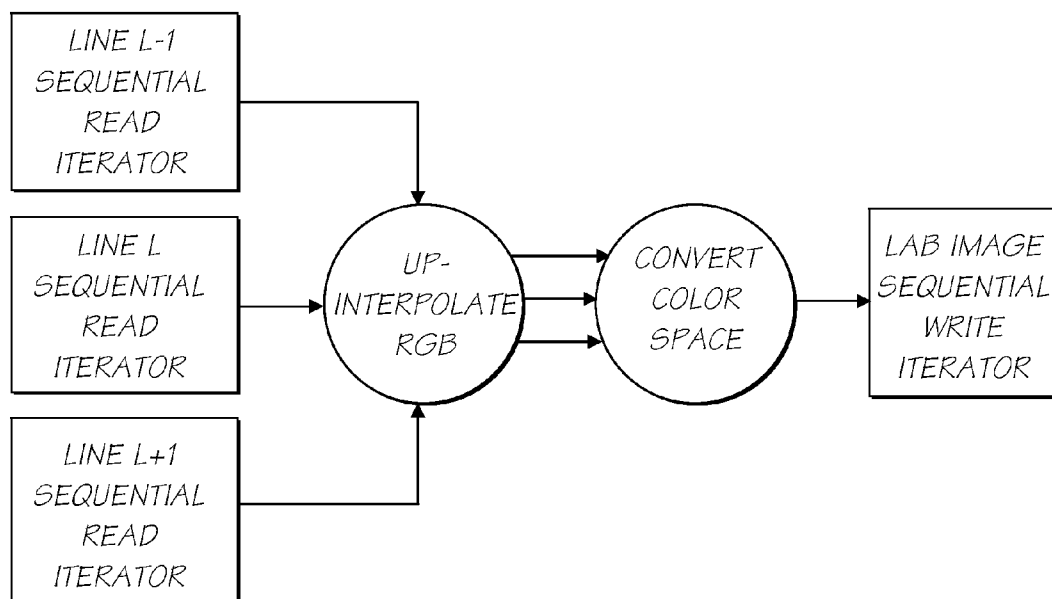 LINE L-1
SEQUENTIAL
READ
ITERATOR
LINE L
SEQUENTIAL
READ
ITERATOR
LINE L+1
SEQUENTIAL
READ
ITERATOR
UP-
INTERPOLATE
RGB
CONVERT
COLOR
SPACE
LAB IMAGE
SEQUENTIAL
WRITE
ITERATOR